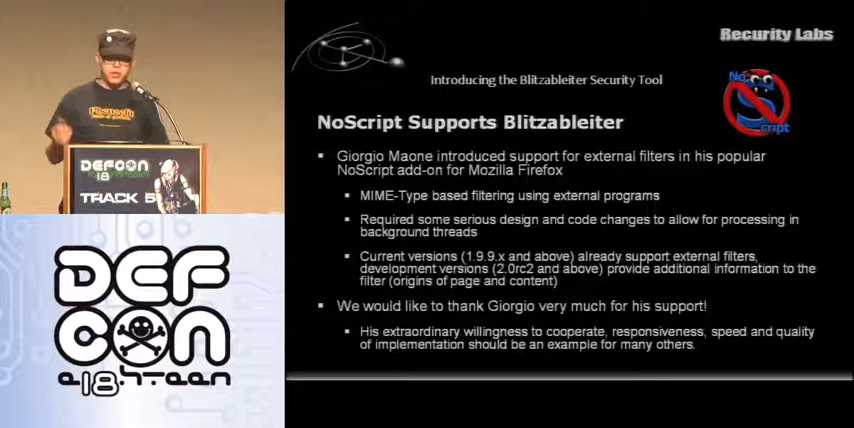 Recurity Labs
Introducing the Blitzableiter Security Tool
No
Script
NoScript Supports Blitzableiter
Giorgio Maone introduced support for external filters in his popular
NoScript add-on for Mozilla Firefox
MIME-Type based filtering using external programs
Required some serious design and code changes to allow for processing in
background threads
Current versions (1.9.9.x and above) already support external filters,
development versions (2.0rc2 and above) provide additional information to the
filter (origins of page and content)
We would like to thank Giorgio very much for his support!
His extraordinary willingness to cooperate, responsiveness, speed and quality
of implementation should be an example for many others.
DEFCON
18
TRACK 5
DEF
CON
e18hteen